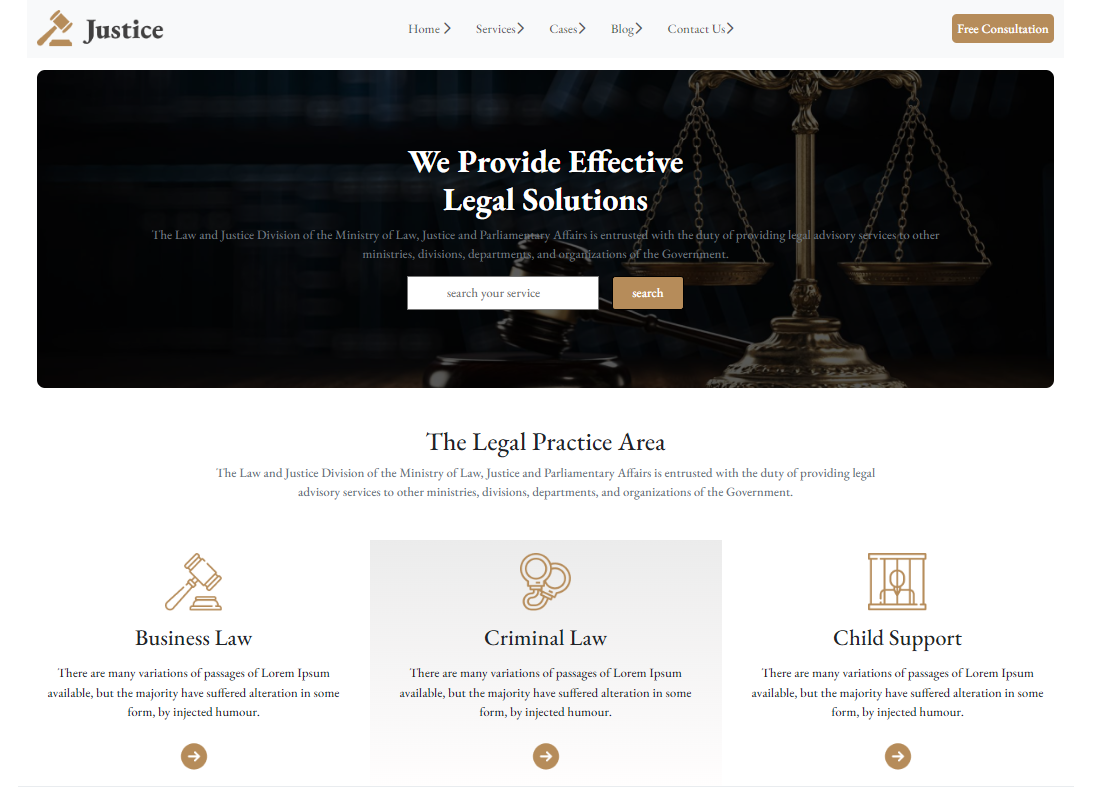 Justice
Home
Services
Cases
Blog
Contact Us
Free Consultation
We Provide Effective
Legal Solutions
The Law and Justice Division of the Ministry of Law, Justice and Parliamentary Affairs is entrusted with the duty of providing legal advisory services to other
ministries, divisions, departments, and organizations of the Government.
search your service
search
The Legal Practice Area
The Law and Justice Division of the Ministry of Law, Justice and Parliamentary Affairs is entrusted with the duty of providing legal
advisory services to other ministries, divisions, departments, and organizations of the Government.
Business Law
There are many variations of passages of Lorem Ipsum
available, but the majority have suffered alteration in some
form, by injected humour.
Criminal Law
There are many variations of passages of Lorem Ipsum
available, but the majority have suffered alteration in some
form, by injected humour.
Child Support
There are many variations of passages of Lorem Ipsum
available, but the majority have suffered alteration in some
form, by injected humour.